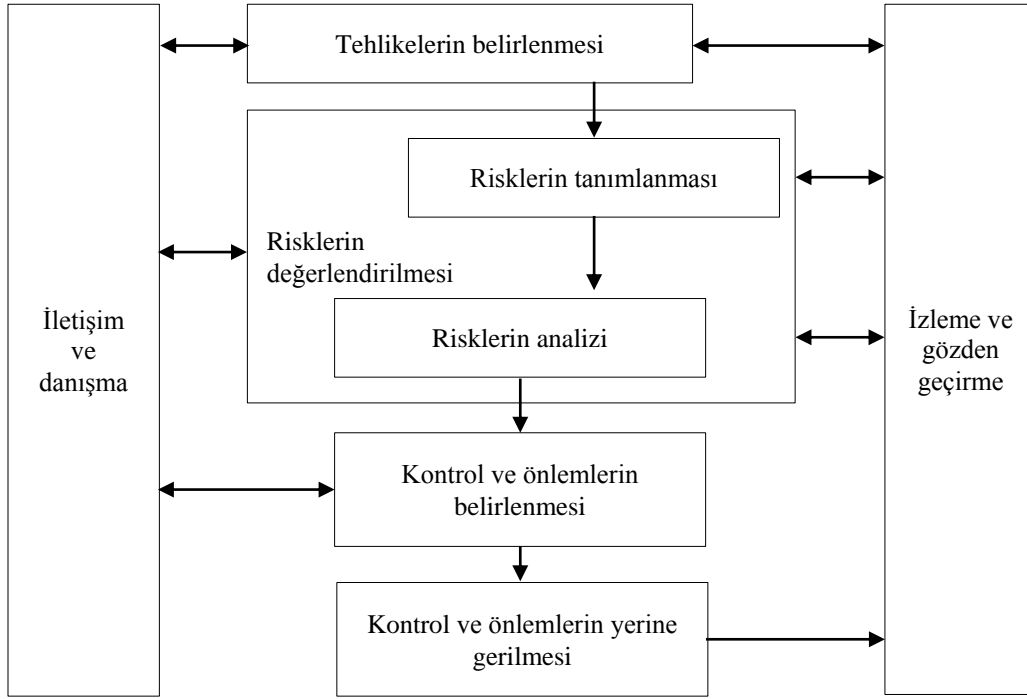 Tehlikelerin belirlenmesi
Risklerin tanımlanması
Risklerin
değerlendirilmesi
Risklerin analizi
İletişim
ve
danışma
İzleme ve
gözden
geçirme
Kontrol ve önlemlerin
belirlenmesi
Kontrol ve önlemlerin yerine
gerilmesi